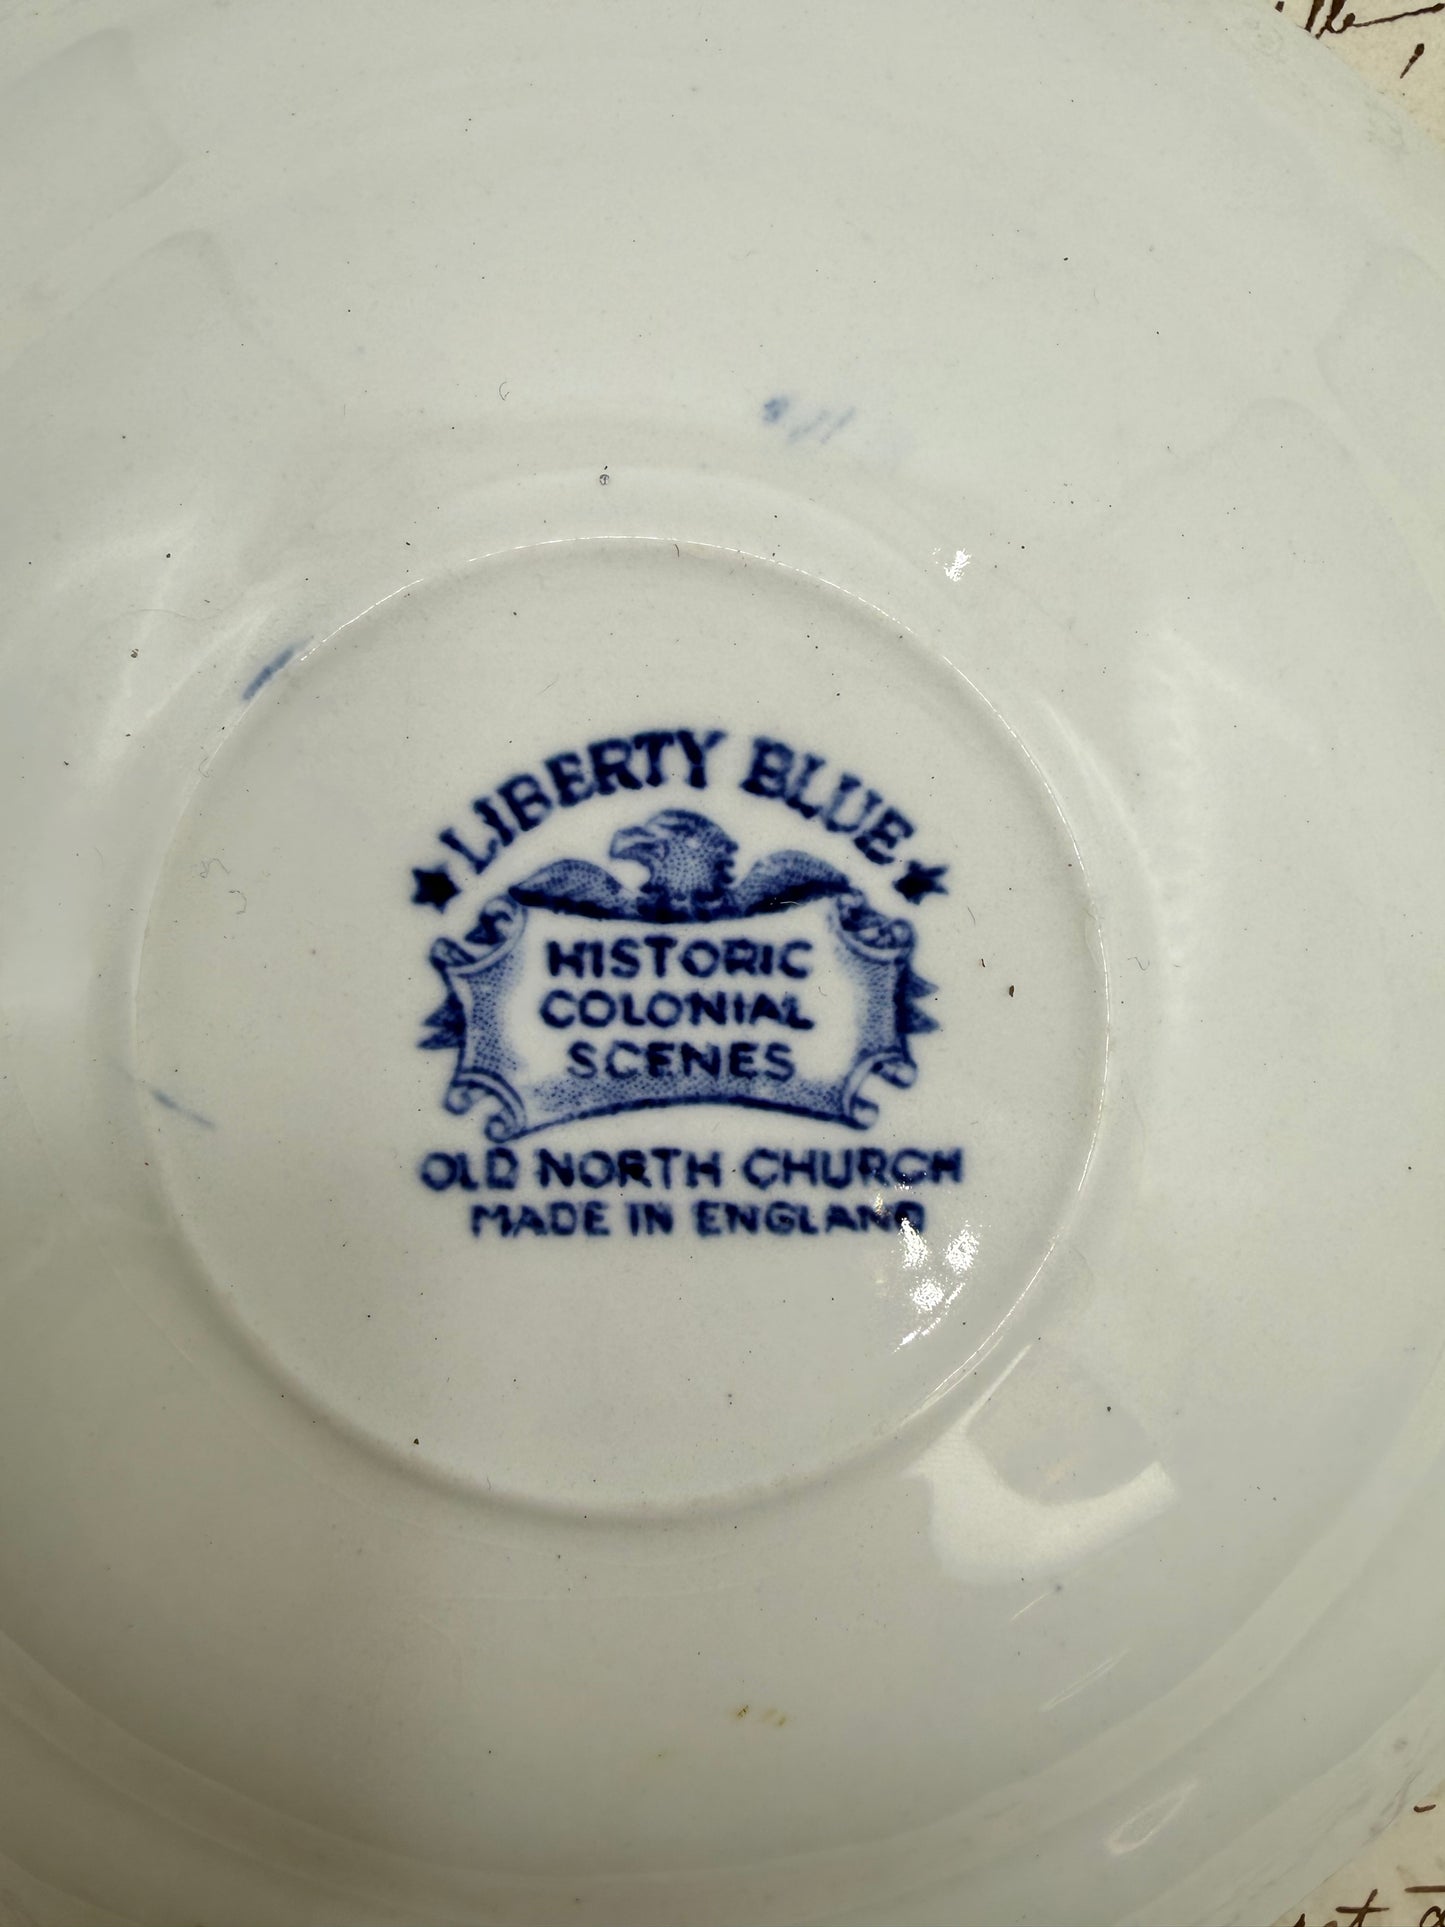 LIBERTY BLUE
HISTORIC
COLONIAL
SCENES
OLD NORTH CHURCH
MADE IN ENGLAND